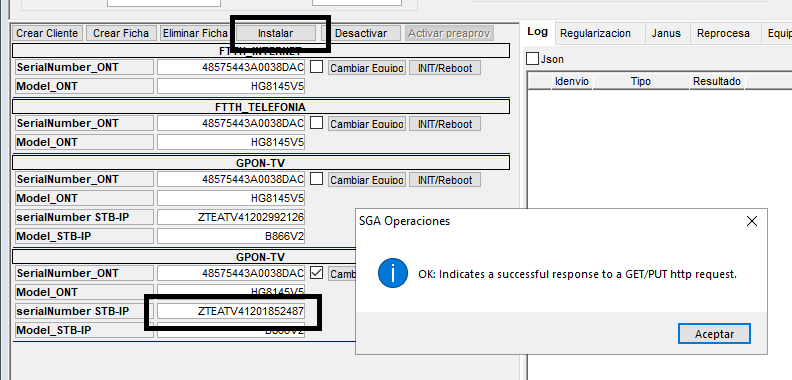 Crear Cliente Crear Ficha Eliminar Ficha Instalar Desactivar Activar preaprov
FTTH_INTERNET
SerialNumber_ONT 48575443A0038DAC Cambiar Equipo INIT/Reboot
Model_ONT HG8145V5
FTTH_TELEFONIA
SerialNumber_ONT 48575443A0038DAC Cambiar Equipo INIT/Reboot
Model_ONT HG8145V5
GPON-TV
SerialNumber_ONT 48575443A0038DAC Cambiar Equipo INIT/Reboot
Model_ONT HG8145V5
serialNumber STB-IP ZTEATV41202992126
Model_STB-IP B866V2
GPON-TV
SerialNumber_ONT 48575443A0038DAC Camb
Model_ONT HG8145V5
serialNumber STB-IP ZTEATV41201852487
Model_STB-IP B866V2
Log Regularizacion Janus Reprocesa Equip
Json
Idenvio Tipo Resultado
SGA Operaciones
OK: Indicates a successful response to a GET/PUT http request.
Aceptar